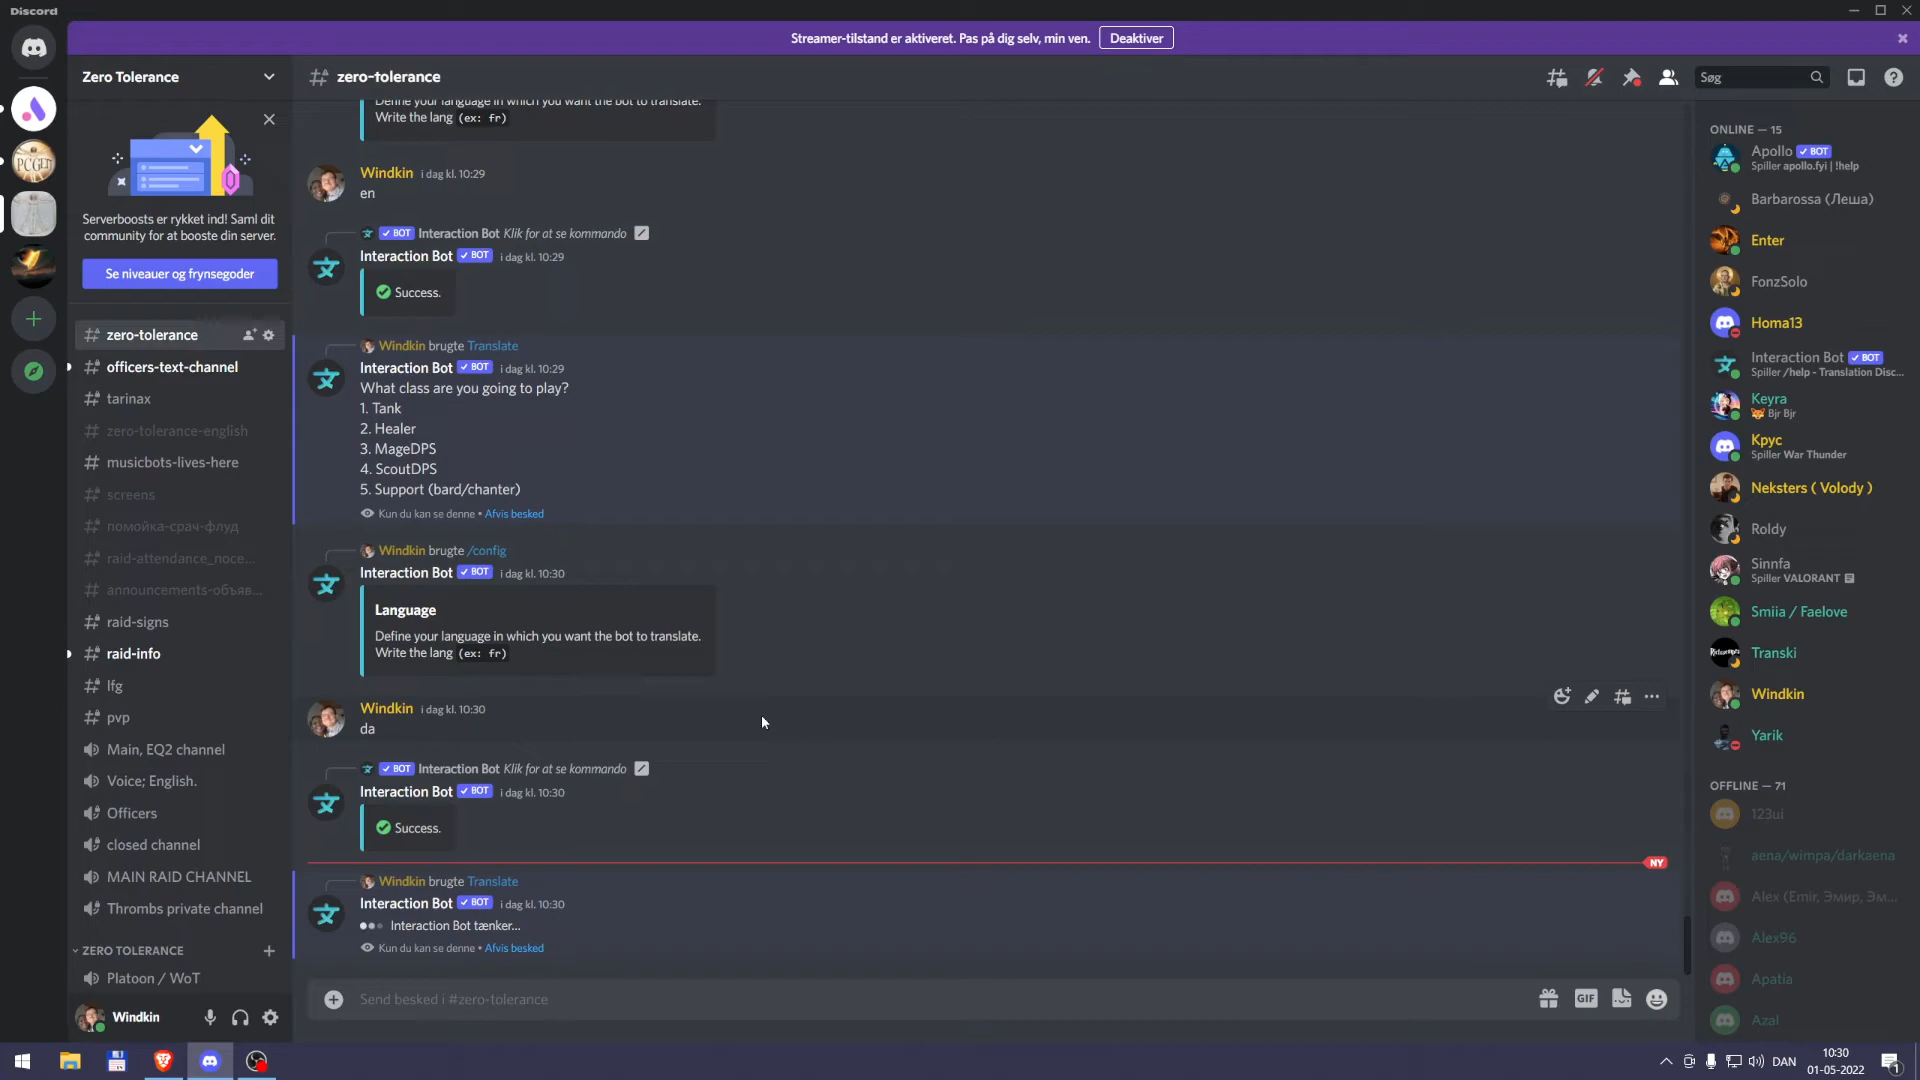 Discord
Streamer-tilstand er aktiveret. Pas på dig selv, min ven.
Deaktiver
Zero Tolerance
zero-tolerance
Søg
Serverboosts er rykket ind! Saml dit
community for at booste din server.
Se niveauer og frynsegoder
zero-tolerance
officers-text-channel
tarinax
zero-tolerance-english
musicbots-lives-here
screens
помойка-срач-флуд
raid-attendance_посе...
announcements-объяв...
raid-signs
raid-info
lfg
pvp
Main, EQ2 channel
Voice; English.
Officers
closed channel
MAIN RAID CHANNEL
Thrombs private channel
ZERO TOLERANCE
Platoon / WoT
Windkin
Define your language in which you want the bot to translate.
Write the lang (ex: fr)
Windkin i dag kl. 10:29
en
BOT Interaction Bot Klik for at se kommando
Interaction Bot BOT i dag kl. 10:29
Success.
Windkin brugte Translate
Interaction Bot BOT i dag kl. 10:29
What class are you going to play?
1. Tank
2. Healer
3. MageDPS
4. ScoutDPS
5. Support (bard/chanter)
Kun du kan se denne • Afvis besked
Windkin brugte /config
Interaction Bot BOT i dag kl. 10:30
Language
Define your language in which you want the bot to translate.
Write the lang (ex: fr)
Windkin i dag kl. 10:30
da
BOT Interaction Bot Klik for at se kommando
Interaction Bot BOT i dag kl. 10:30
Success.
NY
Windkin brugte Translate
Interaction Bot BOT i dag kl. 10:30
Interaction Bot tænker...
Kun du kan se denne • Afvis besked
Send besked i #zero-tolerance
GIF
ONLINE — 15
Apollo BOT
Spiller apollo.fyi | !help
Barbarossa (Леша)
Enter
FonzSolo
Homa13
Interaction Bot BOT
Spiller /help - Translation Disc...
Keyra
Bjr Bjr
Крус
Spiller War Thunder
Neksters ( Volody )
Roldy
Sinnfa
Spiller VALORANT
Smiia / Faelove
Transki
Windkin
Yarik
OFFLINE — 71
123ui
aena/wimpa/darkaena
Alex (Emir, Эмир, Эм...
Alex96
Apatia
Azal
DAN
10:30
01-05-2022
1